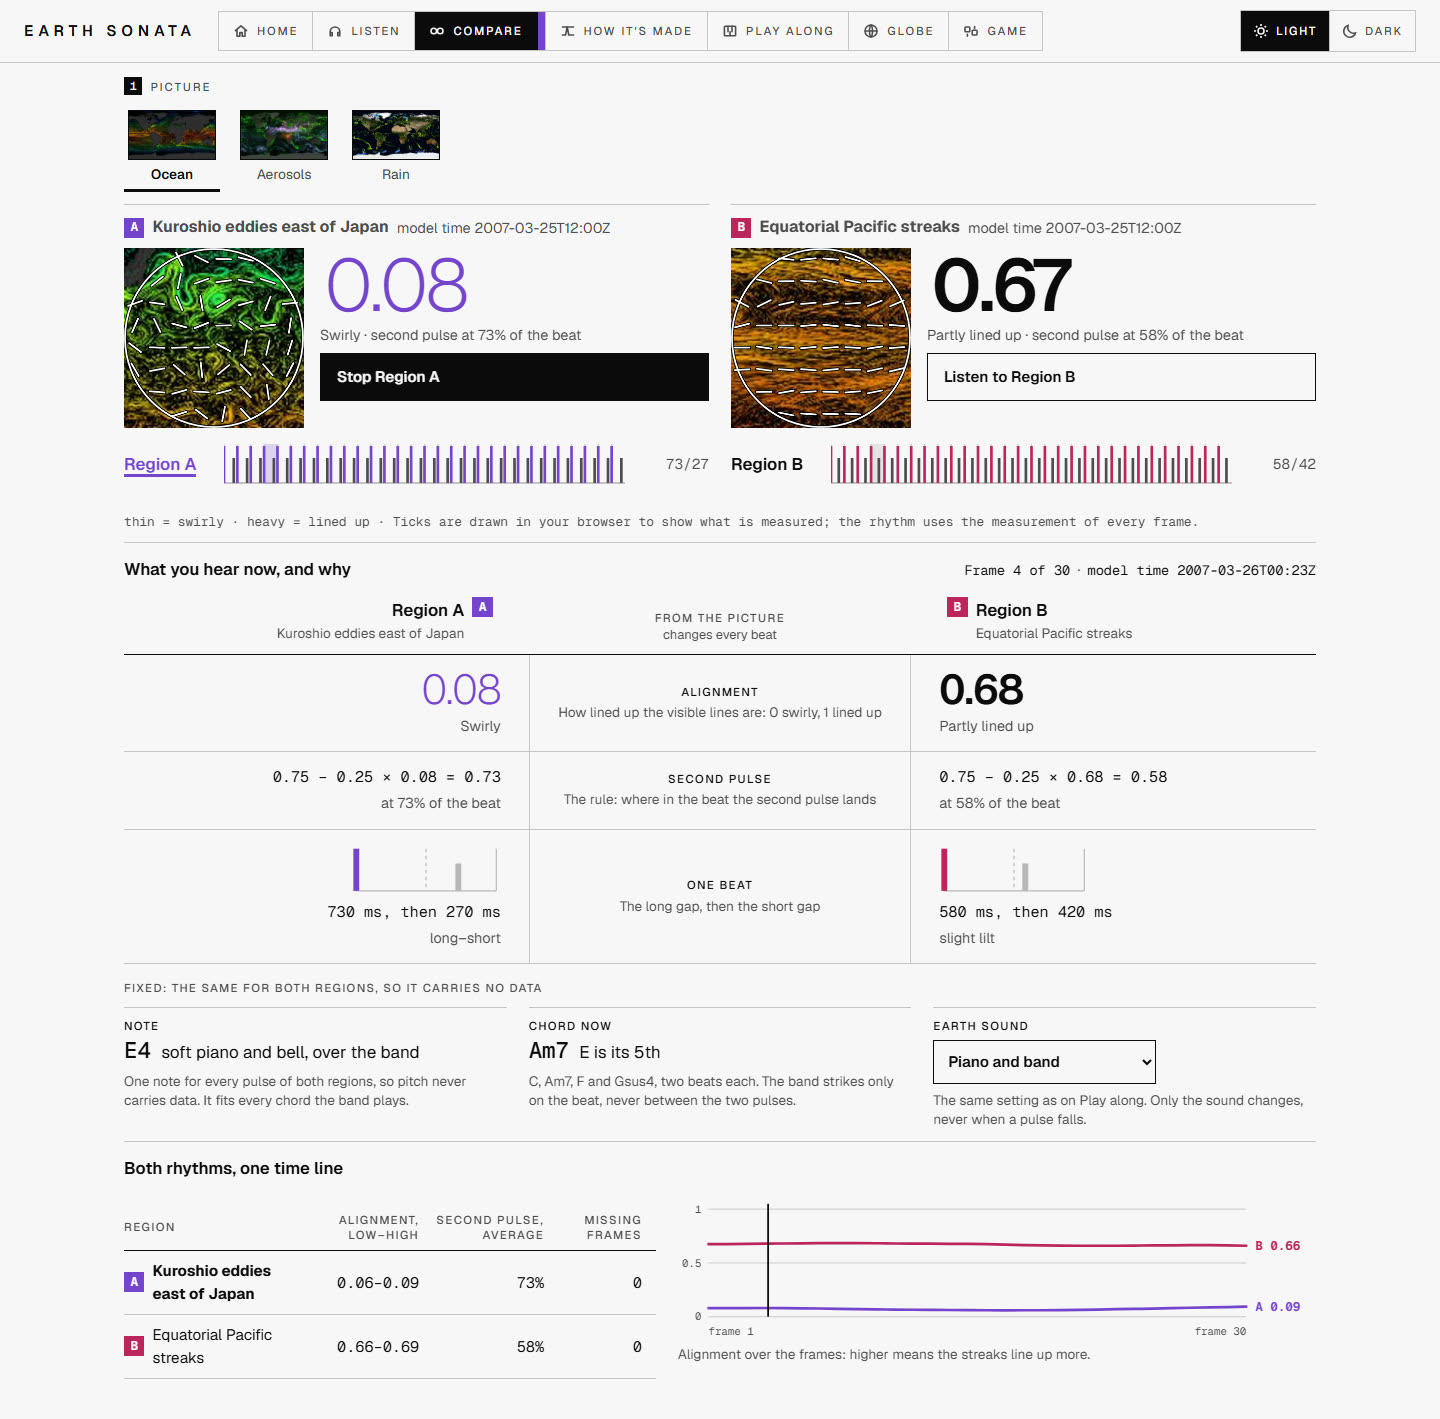 EARTH SONATA
HOME
LISTEN
COMPARE
HOW IT'S MADE
PLAY ALONG
GLOBE
GAME
LIGHT
DARK
1 PICTURE
Ocean
Aerosols
Rain
A Kuroshio eddies east of Japan model time 2007-03-25T12:00Z
0.08
Swirly · second pulse at 73% of the beat
Stop Region A
Region A
73/27
B Equatorial Pacific streaks model time 2007-03-25T12:00Z
0.67
Partly lined up · second pulse at 58% of the beat
Listen to Region B
Region B
58/42
thin = swirly · heavy = lined up · Ticks are drawn in your browser to show what is measured; the rhythm uses the measurement of every frame.
What you hear now, and why
Frame 4 of 30 · model time 2007-03-26T00:23Z
Region A A
Kuroshio eddies east of Japan
FROM THE PICTURE
changes every beat
B Region B
Equatorial Pacific streaks
0.08
Swirly
ALIGNMENT
How lined up the visible lines are: 0 swirly, 1 lined up
0.68
Partly lined up
0.75 – 0.25 × 0.08 = 0.73
at 73% of the beat
SECOND PULSE
The rule: where in the beat the second pulse lands
0.75 – 0.25 × 0.68 = 0.58
at 58% of the beat
730 ms, then 270 ms
long–short
ONE BEAT
The long gap, then the short gap
580 ms, then 420 ms
slight lilt
FIXED: THE SAME FOR BOTH REGIONS, SO IT CARRIES NO DATA
NOTE
E4 soft piano and bell, over the band
One note for every pulse of both regions, so pitch never
carries data. It fits every chord the band plays.
CHORD NOW
Am7 E is its 5th
C, Am7, F and Gsus4, two beats each. The band strikes only
on the beat, never between the two pulses.
EARTH SOUND
Piano and band
The same setting as on Play along. Only the sound changes,
never when a pulse falls.
Both rhythms, one time line
REGION
ALIGNMENT,
LOW–HIGH
SECOND PULSE,
AVERAGE
MISSING
FRAMES
A Kuroshio eddies
east of Japan
0.06–0.09
73%
0
B Equatorial Pacific
streaks
0.66–0.69
58%
0
1
0.5
0
B 0.66
A 0.09
frame 1
frame 30
Alignment over the frames: higher means the streaks line up more.